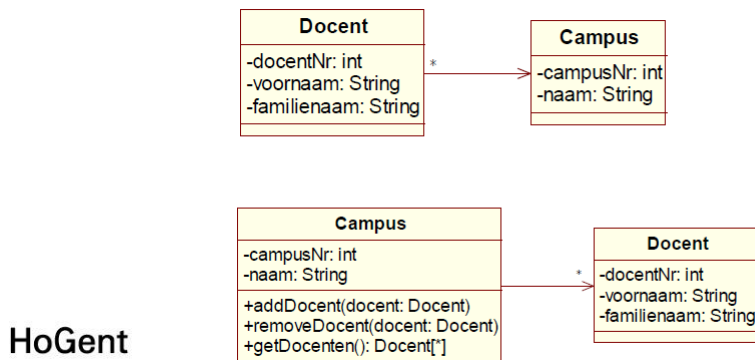 Docent
-docentNr: int
-voornaam: String
-familienaam: String
*
Campus
-campusNr: int
-naam: String
Campus
-campusNr: int
-naam: String
+addDocent(docent: Docent)
+removeDocent(docent: Docent)
+getDocenten(): Docent[*]
*
Docent
-docentNr: int
-voornaam: String
-familienaam: String
HoGent